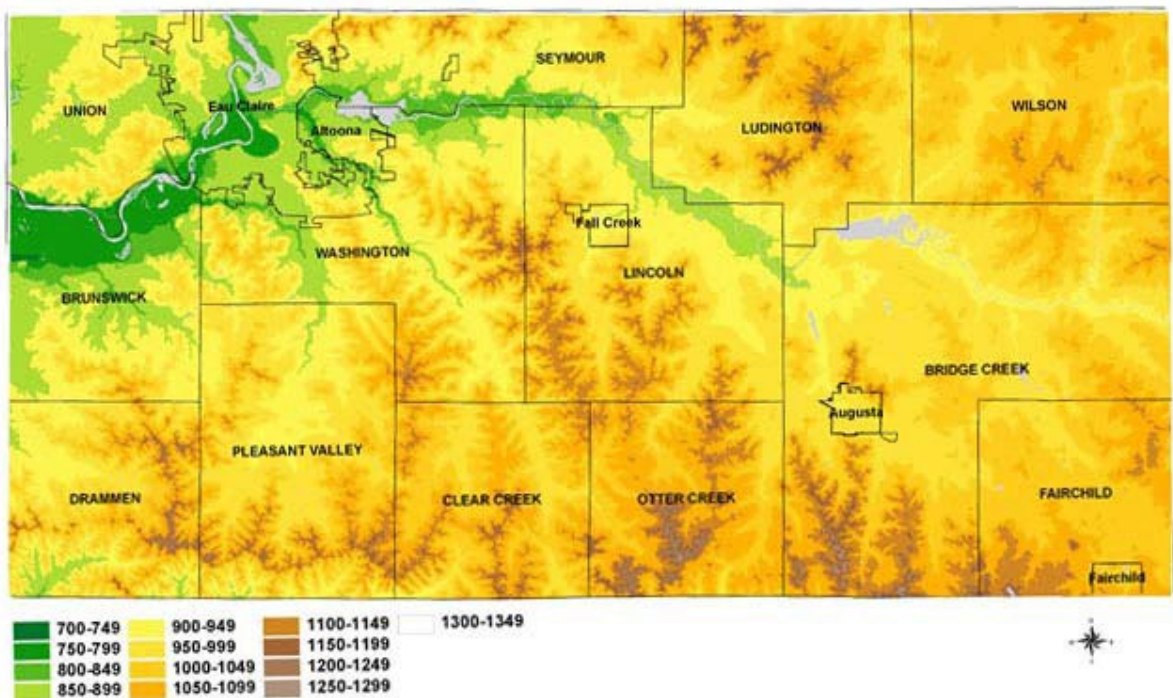 SEYMOUR
UNION
Eau Claire
Altoona
LUDINGTON
WILSON
Fall Creek
WASHINGTON
LINCOLN
BRUNSWICK
BRIDGE CREEK
Augusta
PLEASANT VALLEY
DRAMMEN
CLEAR CREEK
OTTER CREEK
FAIRCHILD
Fairchild
700-749
750-799
800-849
850-899
900-949
950-999
1000-1049
1050-1099
1100-1149
1150-1199
1200-1249
1250-1299
1300-1349